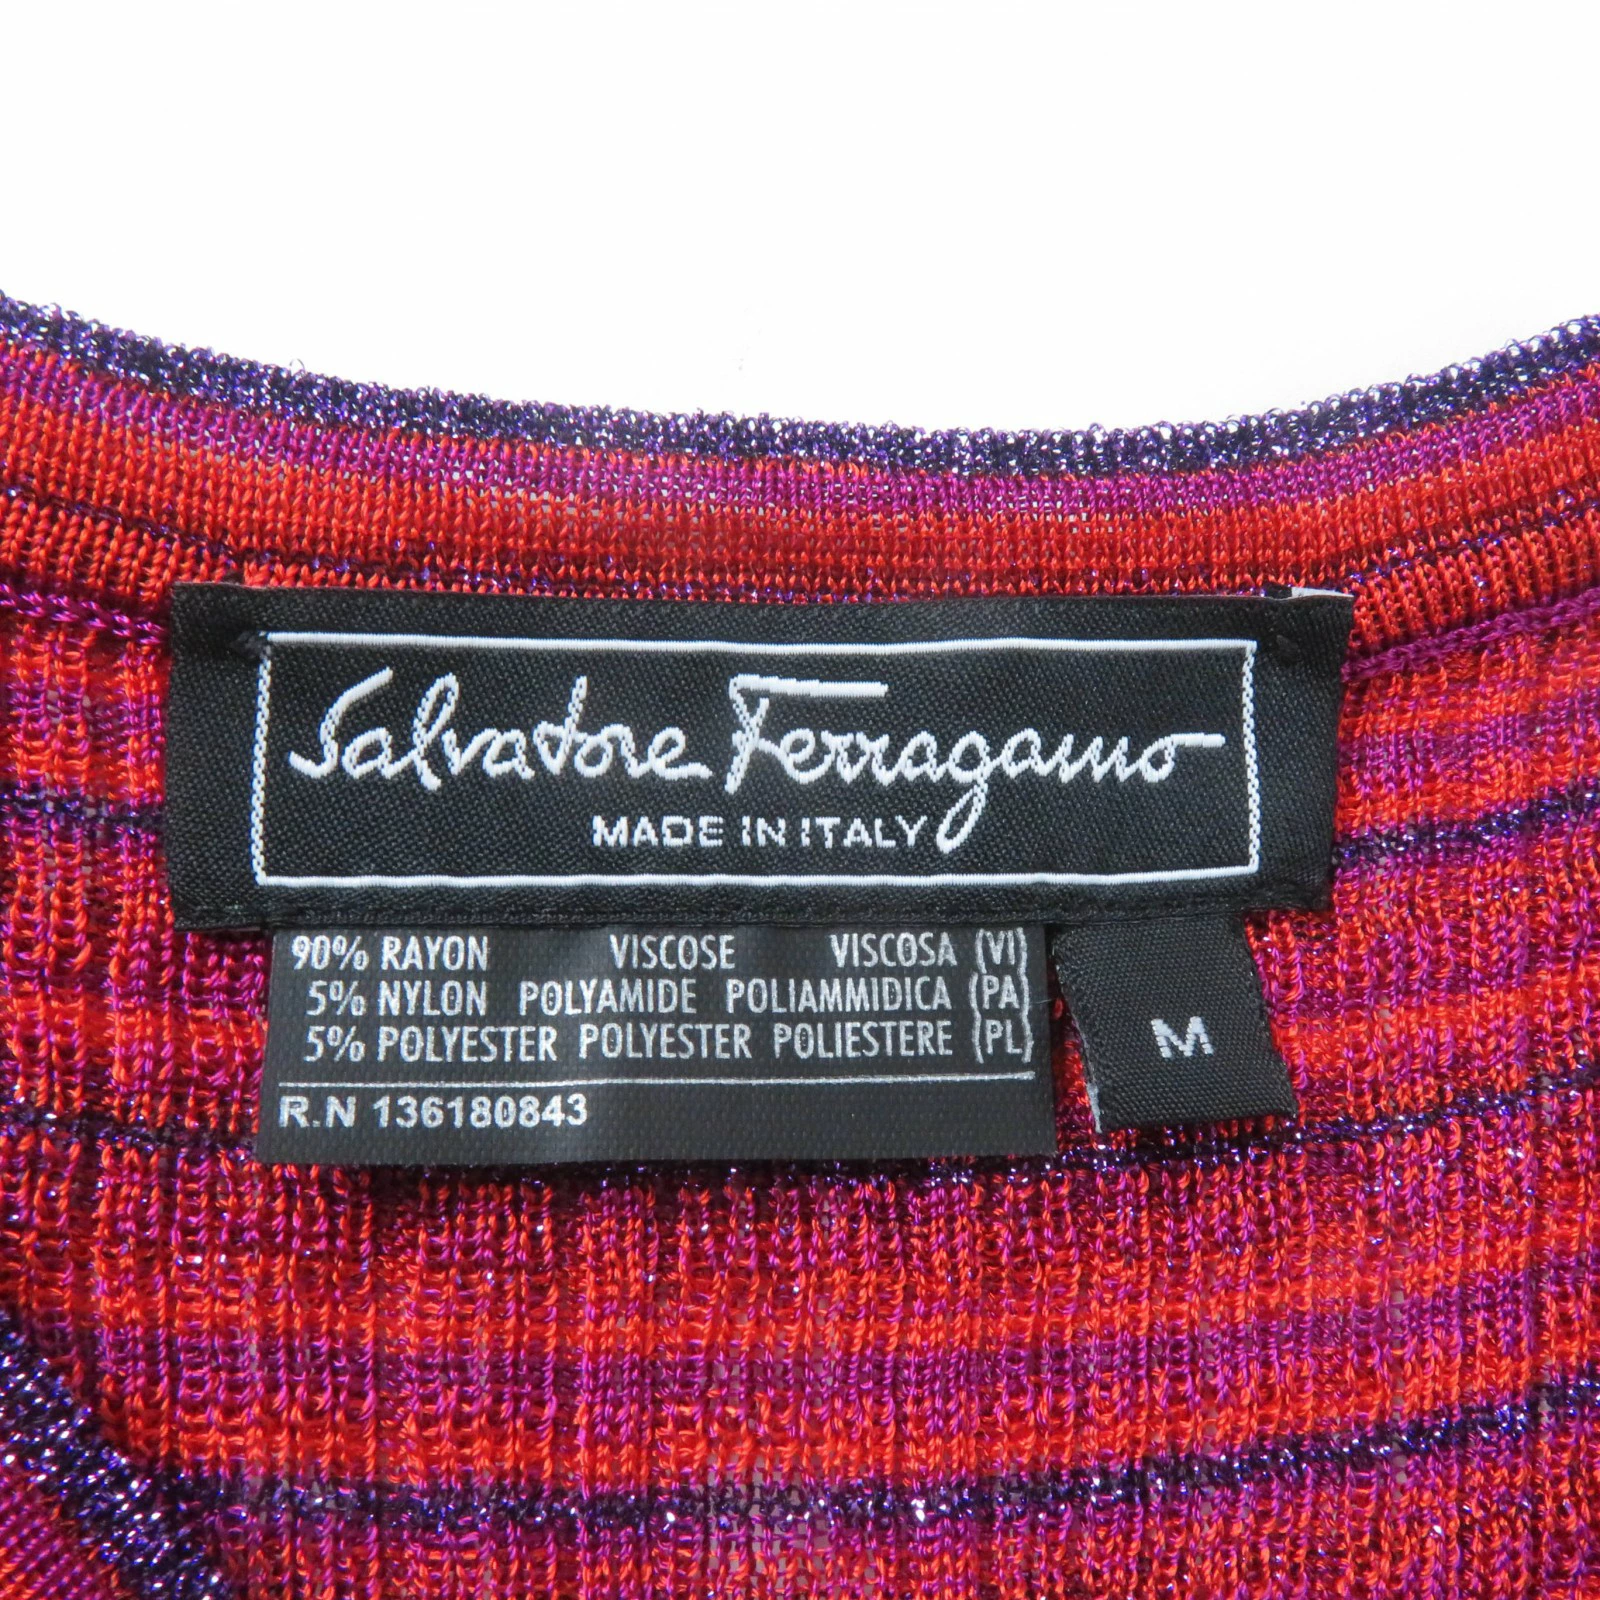 Salvatore Ferragamo
MADE IN ITALY
90% RAYON VISCOSE VISCOSA (VI)
5% NYLON POLYAMIDE POLIAMMIDICA (PA)
5% POLYESTER POLYESTER POLIESTERE (PL)
R.N 136180843
M